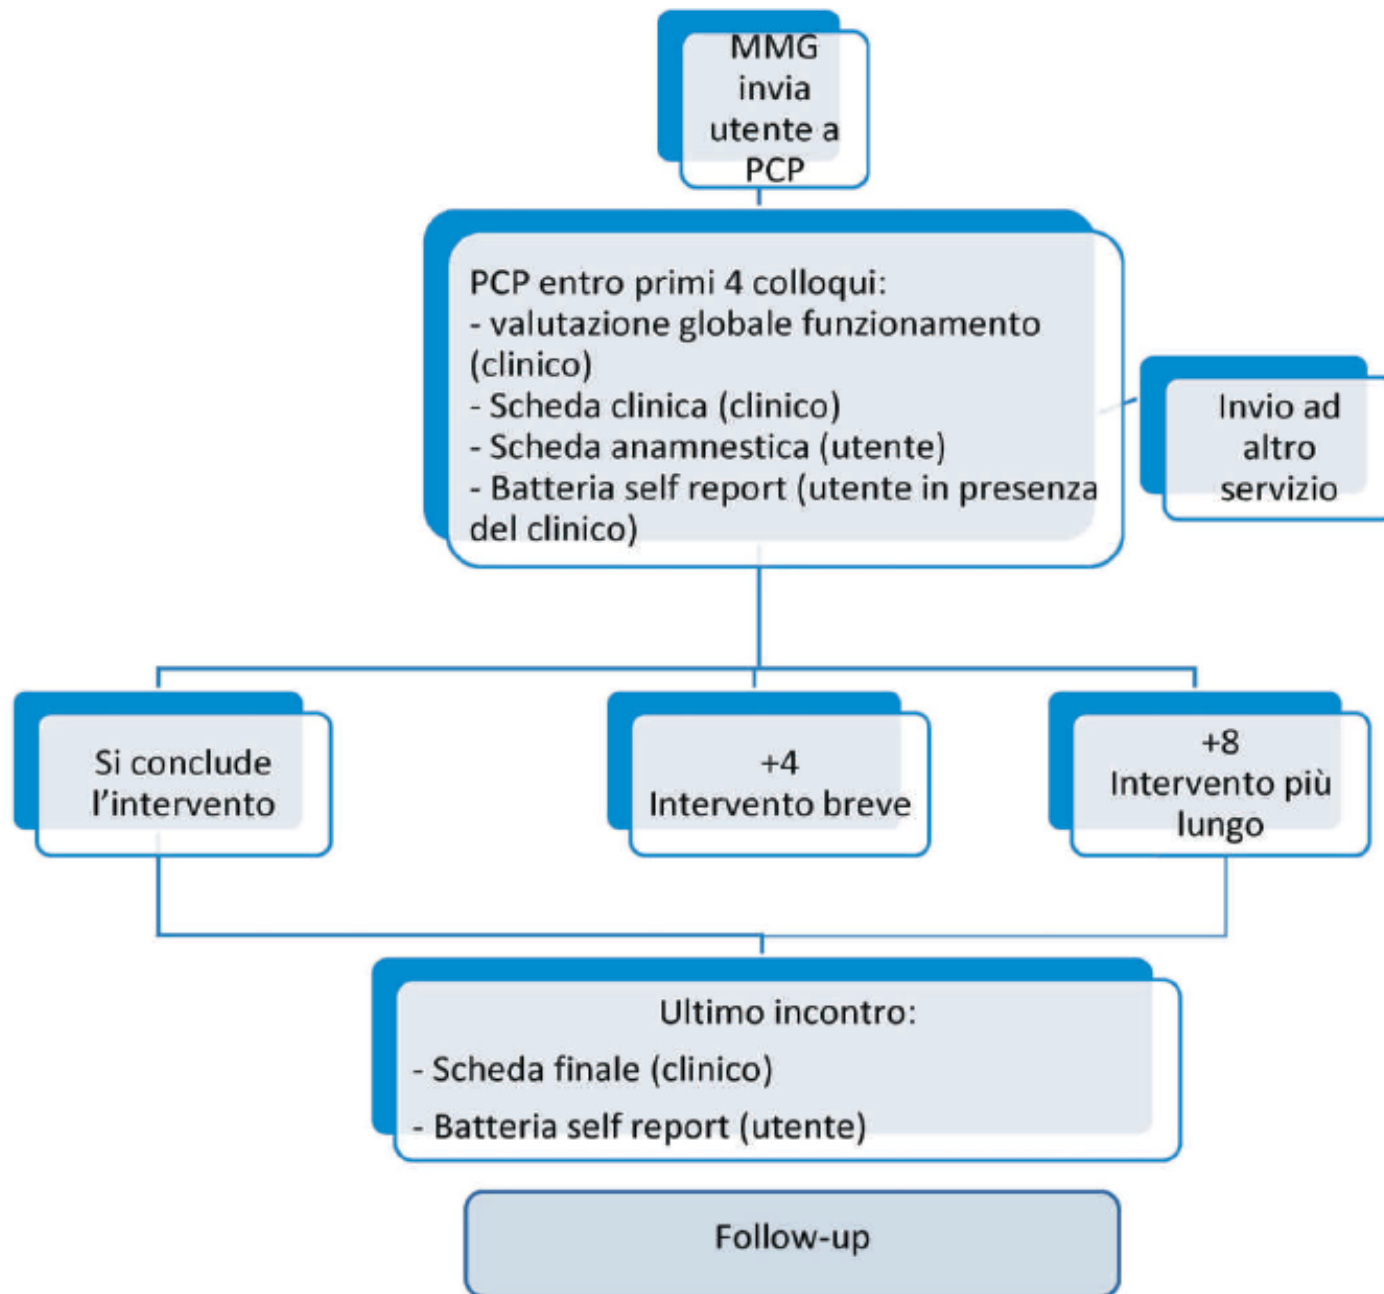 MMG
invia
utente a
PCP
PCP entro primi 4 colloqui:
- valutazione globale funzionamento
(clinico)
- Scheda clinica (clinico)
- Scheda anamnestica (utente)
- Batteria self report (utente in presenza
del clinico)
Invio ad
altro
servizio
Si conclude
l'intervento
+4
Intervento breve
+8
Intervento più
lungo
Ultimo incontro:
- Scheda finale (clinico)
- Batteria self report (utente)
Follow-up